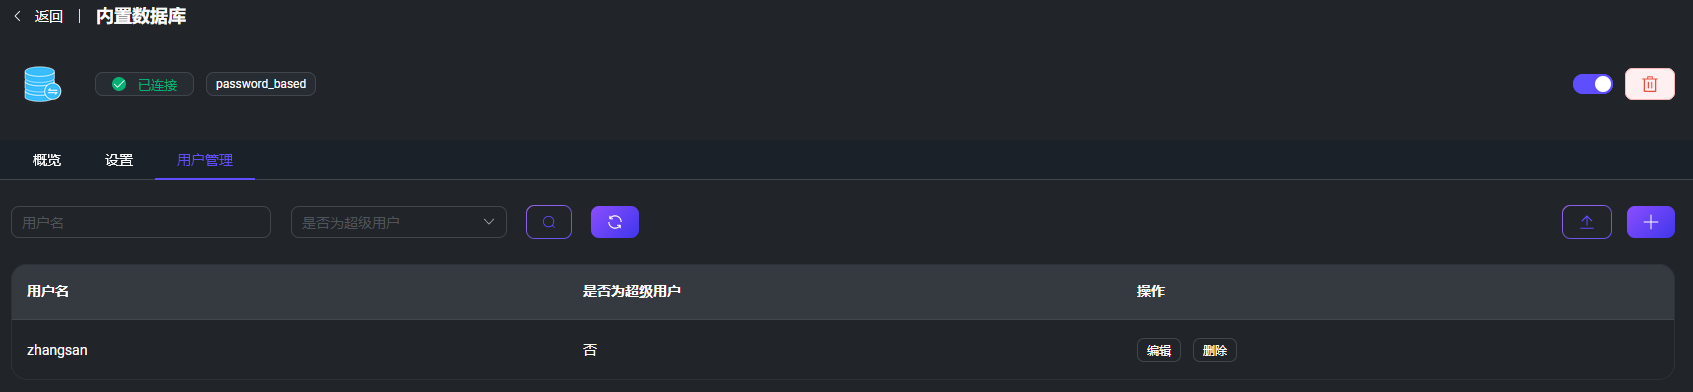 返回 | 内置数据库
已连接 password_based
概览 设置 用户管理
用户名 是否为超级用户
用户名 是否为超级用户 操作
zhangsan 否 编辑 删除